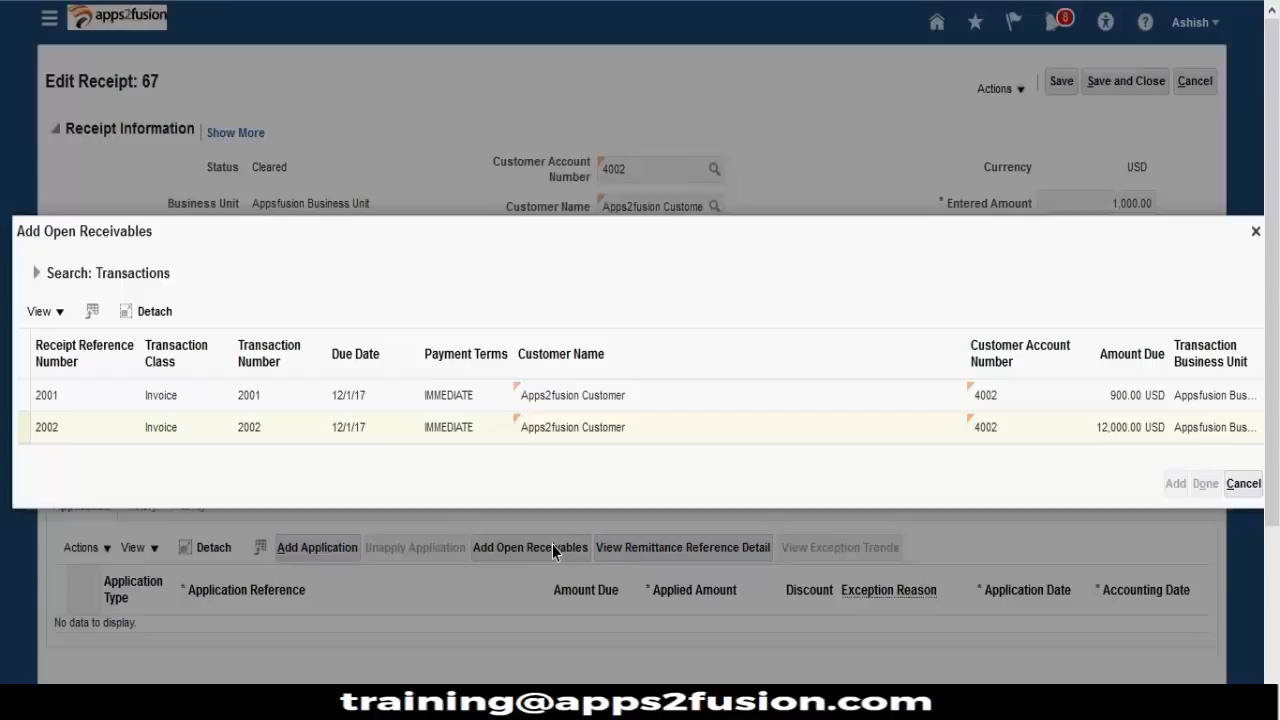 apps2fusion
8
Ashish
Edit Receipt: 67
Actions
Save
Save and Close
Cancel
Receipt Information
Show More
Status
Cleared
Customer Account Number
4002
Currency
USD
Business Unit
Appsfusion Business Unit
Customer Name
Apps2fusion Custome
* Entered Amount
1,000.00
Add Open Receivables
Search: Transactions
View
Detach
Receipt Reference Number
Transaction Class
Transaction Number
Due Date
Payment Terms
Customer Name
Customer Account Number
Amount Due
Transaction Business Unit
2001
Invoice
2001
12/1/17
IMMEDIATE
Apps2fusion Customer
4002
900.00 USD
Appsfusion Bus...
2002
Invoice
2002
12/1/17
IMMEDIATE
Apps2fusion Customer
4002
12,000.00 USD
Appsfusion Bus...
Add
Done
Cancel
Actions
View
Detach
Add Application
Unapply Application
Add Open Receivables
View Remittance Reference Detail
View Exception Trends
Application Type
* Application Reference
Amount Due
* Applied Amount
Discount
Exception Reason
* Application Date
* Accounting Date
No data to display.
training@apps2fusion.com